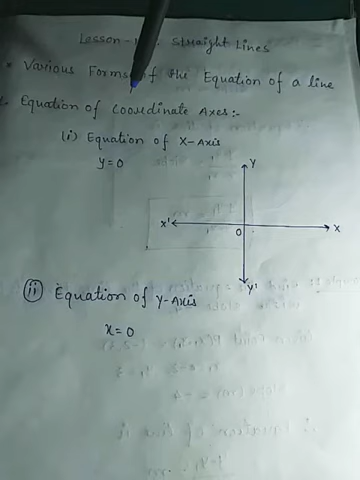 Lesson - Straight Lines
* Various Forms of the Equation of a line
Equation of Coordinate Axes:-
(i) Equation of X-Axis
y=0
Y
X' O X
Y'
(ii) Equation of Y-Axis
x=0